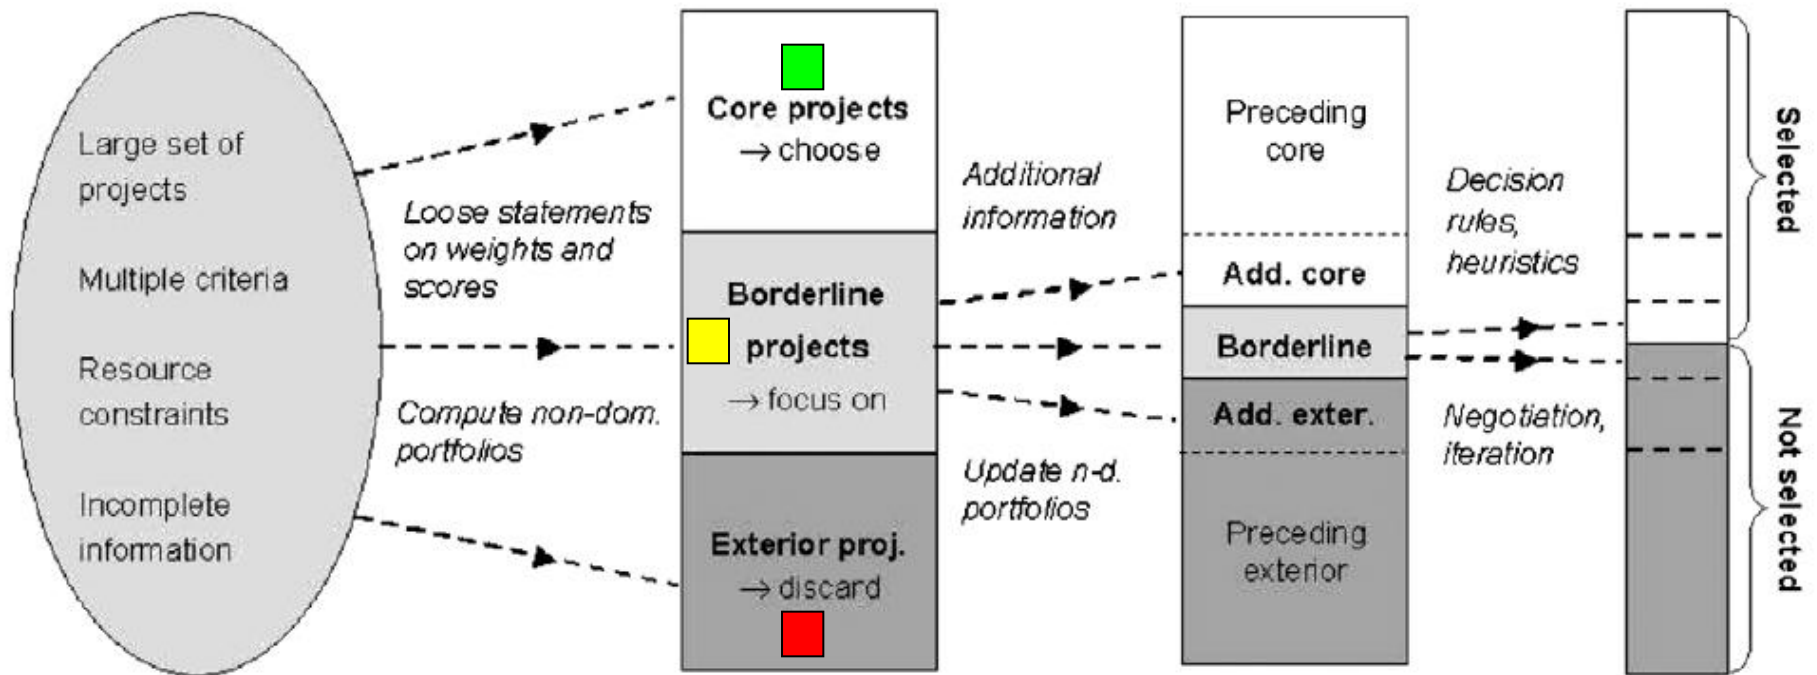 Large set of
projects
Multiple criteria
Resource
constraints
Incomplete
information
Loose statements
on weights and
scores
Compute non-dom.
portfolios
Core projects
→ choose
Borderline
projects
→ focus on
Exterior proj.
→ discard
Additional
information
Update n-d.
portfolios
Preceding
core
Add. core
Borderline
Add. exter.
Preceding
exterior
Decision
rules,
heuristics
Negotiation,
iteration
Selected
Not selected